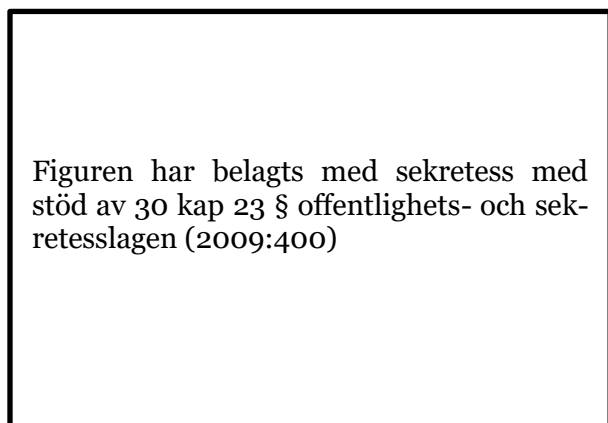 Figuren har belagts med sekretess med
stöd av 30 kap 23 § offentlighets- och sek-
retesslagen (2009:400)